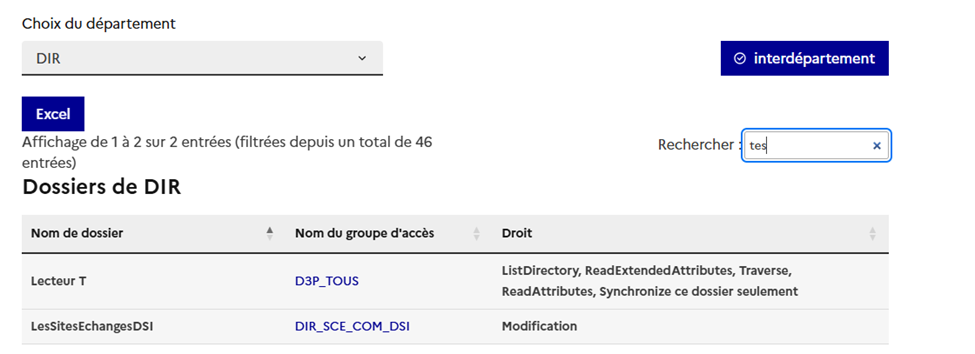 Choix du département
DIR
interdépartement
Excel
Affichage de 1 à 2 sur 2 entrées (filtrées depuis un total de 46
entrées)
Rechercher : tes
Dossiers de DIR
Nom de dossier Nom du groupe d'accès Droit
Lecteur T D3P_TOUS ListDirectory, ReadExtendedAttributes, Traverse,
ReadAttributes, Synchronize ce dossier seulement
LesSitesEchangesDSI DIR_SCE_COM_DSI Modification